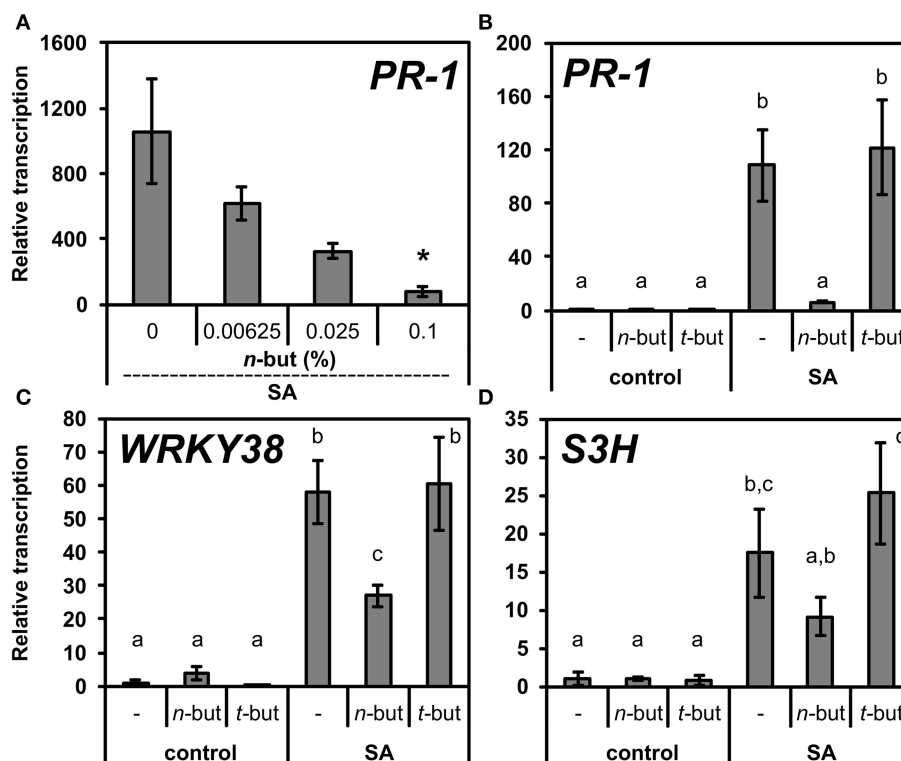 A
1600
1200
800
400
0
Relative transcription
PR-1
*
0 0.00625 0.025 0.1
n-but (%)
SA
B
200
160
120
80
40
0
PR-1
a a a b a b
- n-but t-but - n-but t-but
control SA
C
80
70
60
50
40
30
20
10
0
Relative transcription
WRKY38
a a a b c b
- n-but t-but - n-but t-but
control SA
D
35
30
25
20
15
10
5
0
S3H
a a a b,c a,b
- n-but t-but - n-but t-but
control SA